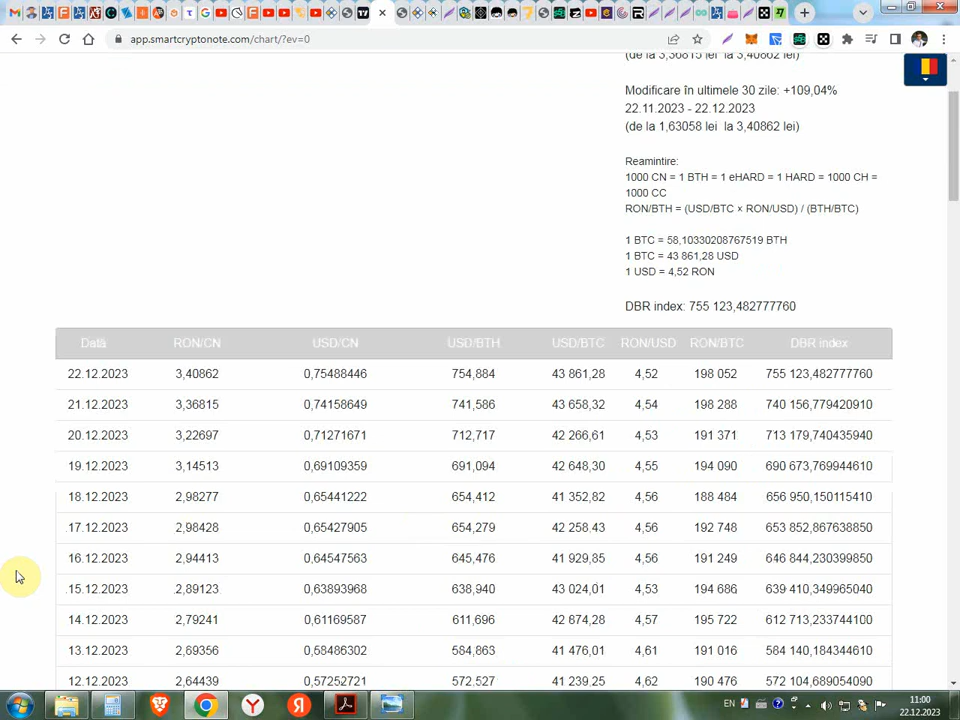 app.smartcryptonote.com/chart/?ev=0
(de la 3,36815 lei la 3,40862 lei)
Modificare în ultimele 30 zile: +109,04%
22.11.2023 - 22.12.2023
(de la 1,63058 lei la 3,40862 lei)
Reamintire:
1000 CN = 1 BTH = 1 eHARD = 1 HARD = 1000 CH =
1000 CC
RON/BTH = (USD/BTC × RON/USD) / (BTH/BTC)
1 BTC = 58,10330208767519 BTH
1 BTC = 43 861,28 USD
1 USD = 4,52 RON
DBR index: 755 123,482777760
Dată RON/CN USD/CN USD/BTH USD/BTC RON/USD RON/BTC DBR index
22.12.2023 3,40862 0,75488446 754,884 43 861,28 4,52 198 052 755 123,482777760
21.12.2023 3,36815 0,74158649 741,586 43 658,32 4,54 198 288 740 156,779420910
20.12.2023 3,22697 0,71271671 712,717 42 266,61 4,53 191 371 713 179,740435940
19.12.2023 3,14513 0,69109359 691,094 42 648,30 4,55 194 090 690 673,769944610
18.12.2023 2,98277 0,65441222 654,412 41 352,82 4,56 188 484 656 950,150115410
17.12.2023 2,98428 0,65427905 654,279 42 258,43 4,56 192 748 653 852,867638850
16.12.2023 2,94413 0,64547563 645,476 41 929,85 4,56 191 249 646 844,230399850
15.12.2023 2,89123 0,63893968 638,940 43 024,01 4,53 194 686 639 410,349965040
14.12.2023 2,79241 0,61169587 611,696 42 874,28 4,57 195 722 612 713,233744100
13.12.2023 2,69356 0,58486302 584,863 41 476,01 4,61 191 016 584 140,184344610
12.12.2023 2,64439 0,57252721 572,527 41 239,25 4,62 190 476 572 104,689054090
EN
11:00
22.12.2023